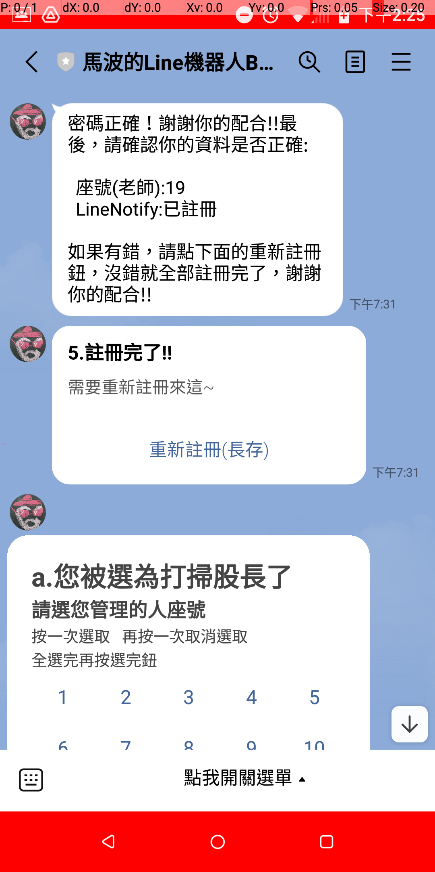 P: 0 / 1 dX: 0.0 dY: 0.0 Xv: 0.0 Yv: 0.0 Prs: 0.05 Size: 0.20
下午2:25
馬波的Line機器人B...
密碼正確！謝謝你的配合!!最
後，請確認你的資料是否正確:
座號(老師):19
LineNotify:已註冊
如果有錯，請點下面的重新註冊
鈕，沒錯就全部註冊完了，謝謝
你的配合!!
下午7:31
5.註冊完了!!
需要重新註冊來這~
重新註冊(長存)
下午7:31
a.您被選為打掃股長了
請選您管理的人座號
按一次選取 再按一次取消選取
全選完再按選完鈕
1 2 3 4 5
6 7 8 9 10
點我開關選單